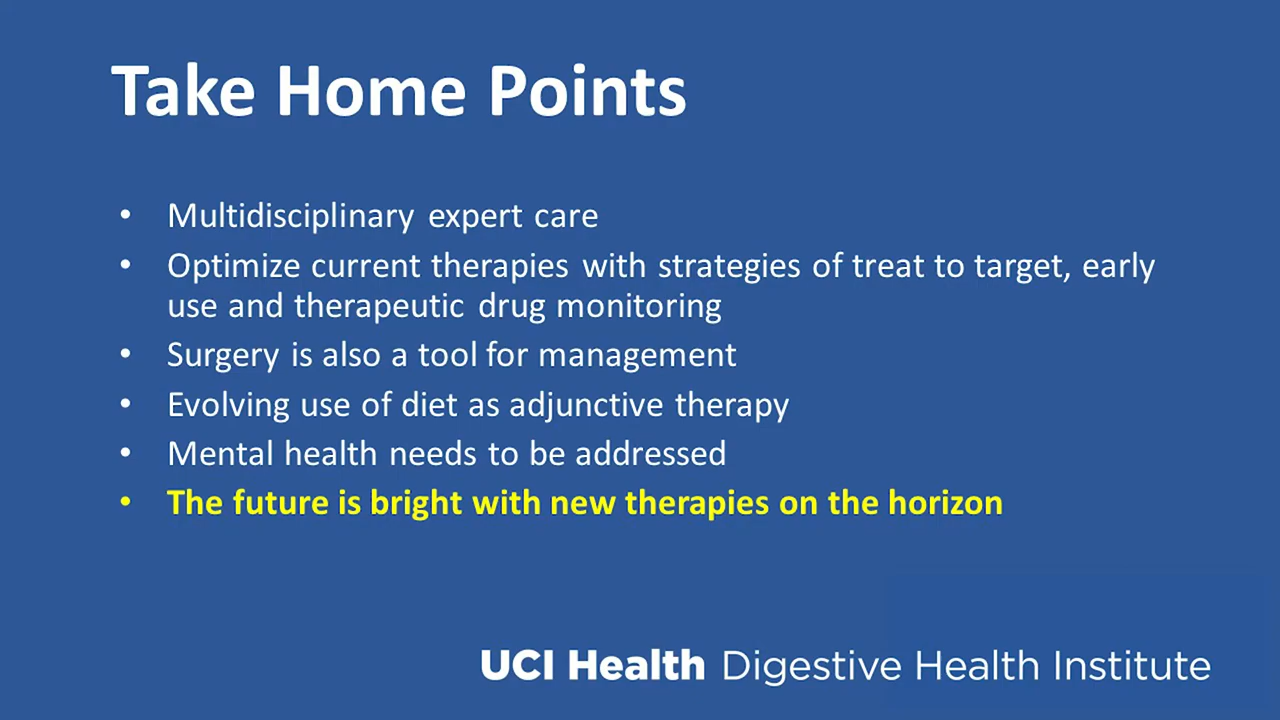 Take Home Points
• Multidisciplinary expert care
• Optimize current therapies with strategies of treat to target, early
use and therapeutic drug monitoring
• Surgery is also a tool for management
• Evolving use of diet as adjunctive therapy
• Mental health needs to be addressed
• The future is bright with new therapies on the horizon
UCI Health Digestive Health Institute